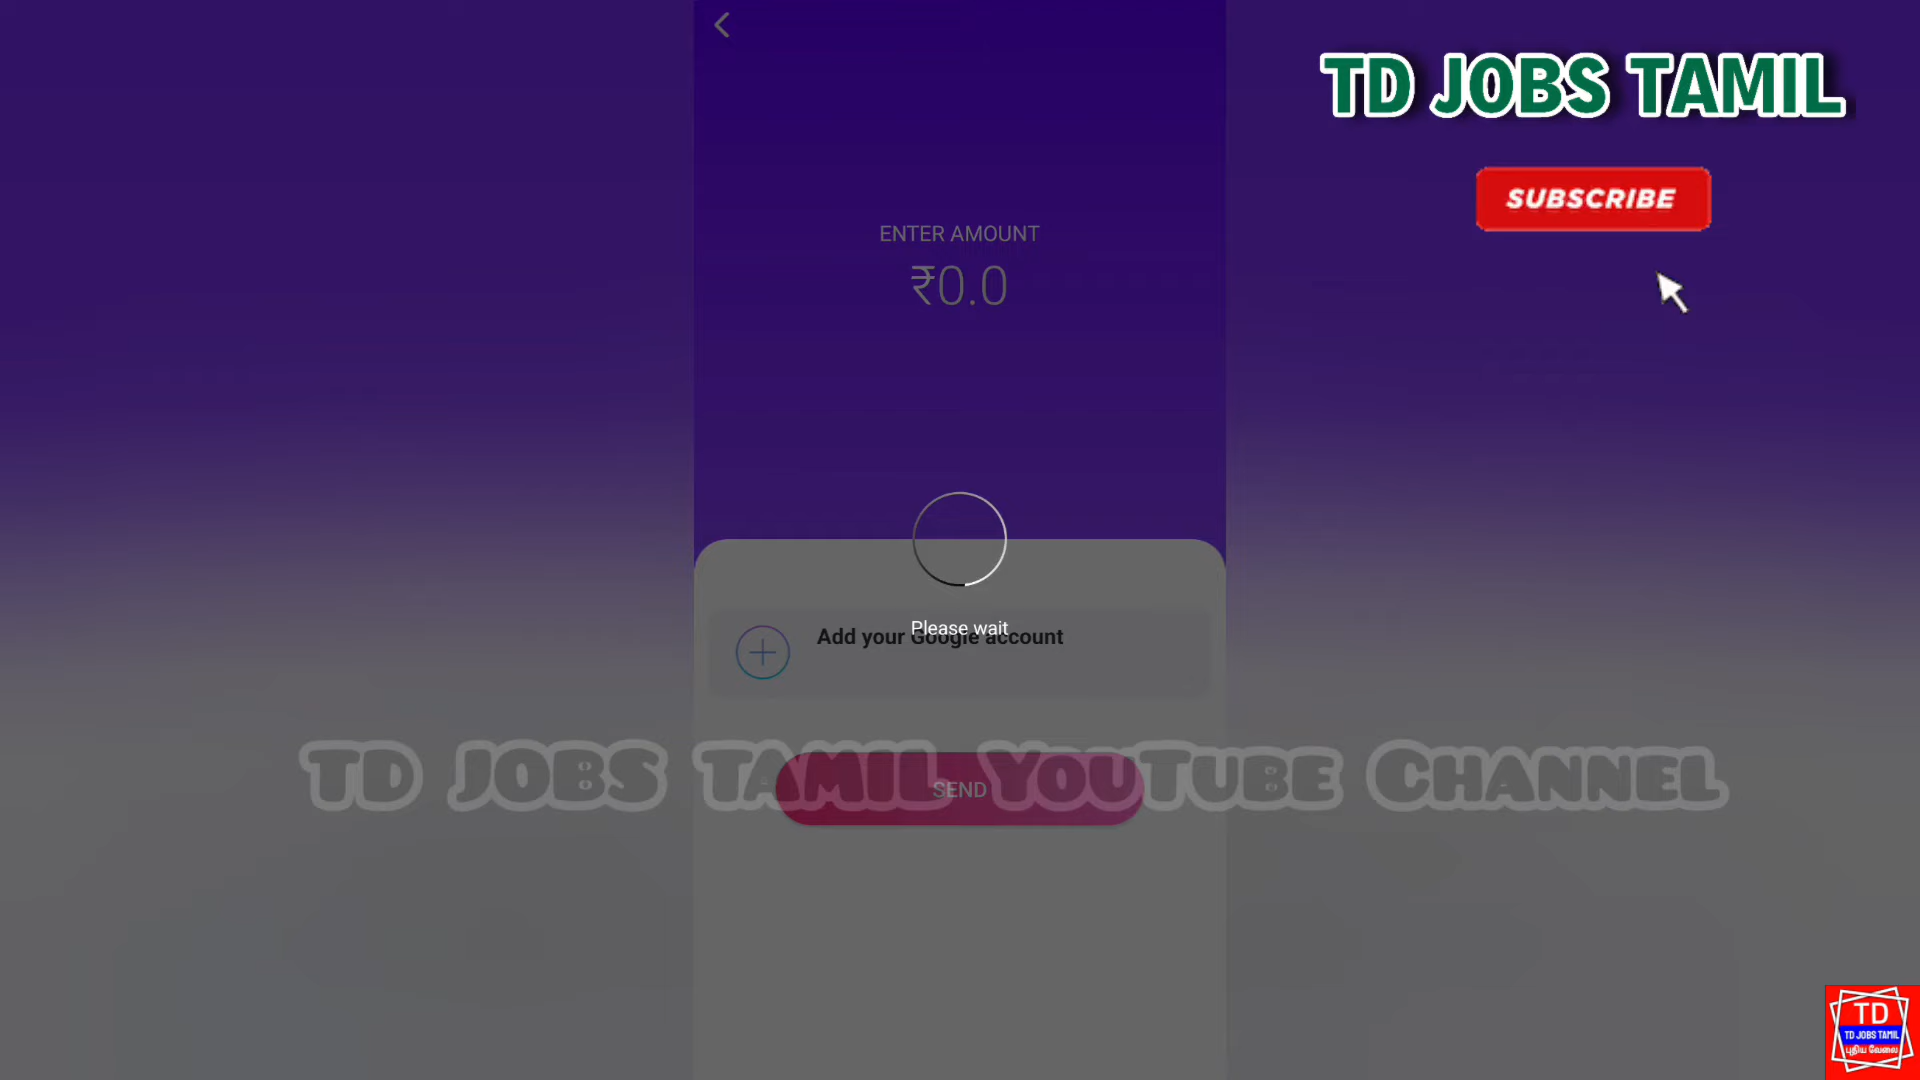 TD JOBS TAMIL
SUBSCRIBE
ENTER AMOUNT
₹0.0
Please wait
Add your Google account
TD JOBS TAMIL YOUTUBE CHANNEL
SEND
TD
TD JOBS TAMIL
புதிய வேலை